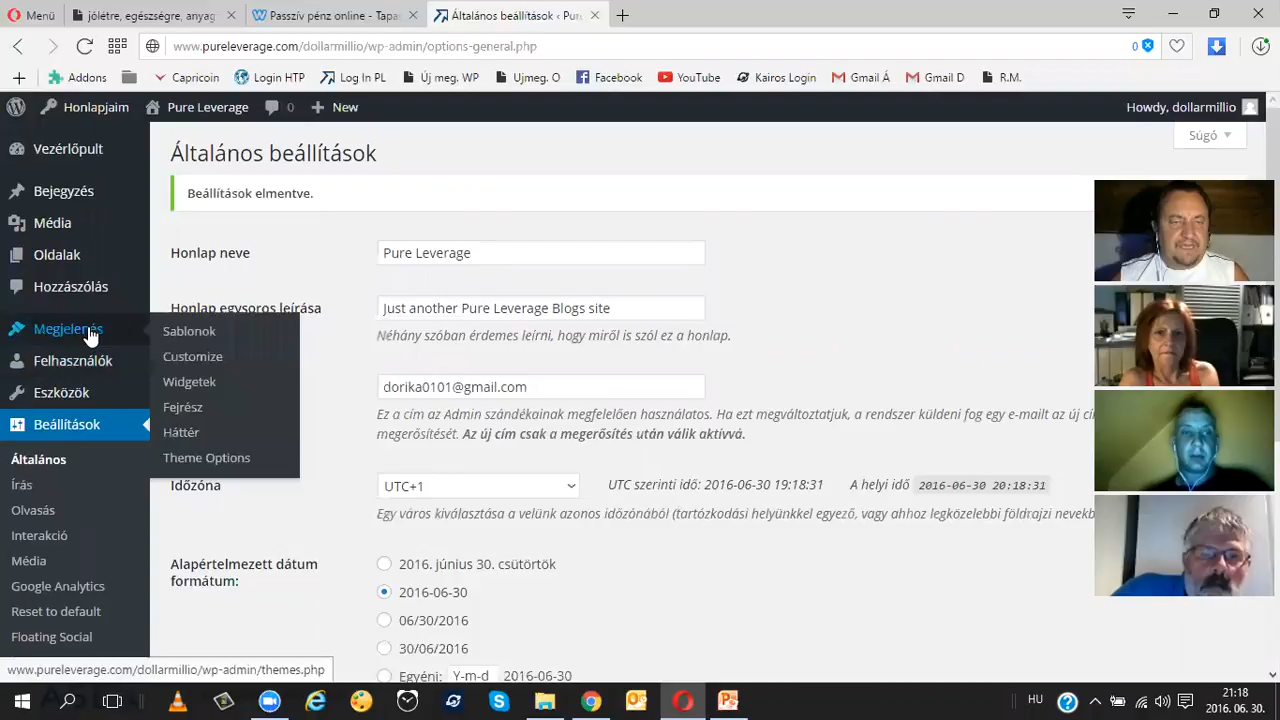 Menü
jólétre, egészségre, anyag
Passzív pénz online - Tapas
Általános beállítások ‹ Pure
www.pureleverage.com/dollarmillio/wp-admin/options-general.php
0
Addons
Capricoin
Login HTP
Log In PL
Új meg. WP
Ujmeg. O
Facebook
YouTube
Kairos Login
Gmail Á
Gmail D
R.M.
Honlapjaim
Pure Leverage
0
New
Howdy, dollarmillio
Súgó
Vezérlőpult
Bejegyzés
Média
Oldalak
Hozzászólás
Megjelenés
Felhasználók
Eszközök
Beállítások
Általános
Írás
Olvasás
Interakció
Média
Google Analytics
Reset to default
Floating Social
Sablonok
Customize
Widgetek
Fejrész
Háttér
Theme Options
Általános beállítások
Beállítások elmentve.
Honlap neve
Pure Leverage
Honlap egysoros leírása
Just another Pure Leverage Blogs site
Néhány szóban érdemes leírni, hogy miről is szól ez a honlap.
dorika0101@gmail.com
Ez a cím az Admin szándékainak megfelelően használatos. Ha ezt megváltoztatjuk, a rendszer küldeni fog egy e-mailt az új cí
megerősítését. Az új cím csak a megerősítés után válik aktívvá.
Időzóna
UTC+1
UTC szerinti idő: 2016-06-30 19:18:31
A helyi idő 2016-06-30 20:18:31
Egy város kiválasztása a velünk azonos időzónából (tartózkodási helyünkkel egyező, vagy ahhoz legközelebbi földrajzi nevekb
Alapértelmezett dátum
formátum:
2016. június 30. csütörtök
2016-06-30
06/30/2016
30/06/2016
Egyéni: Y-m-d 2016-06-30
www.pureleverage.com/dollarmillio/wp-admin/themes.php
HU
21:18
2016. 06. 30.